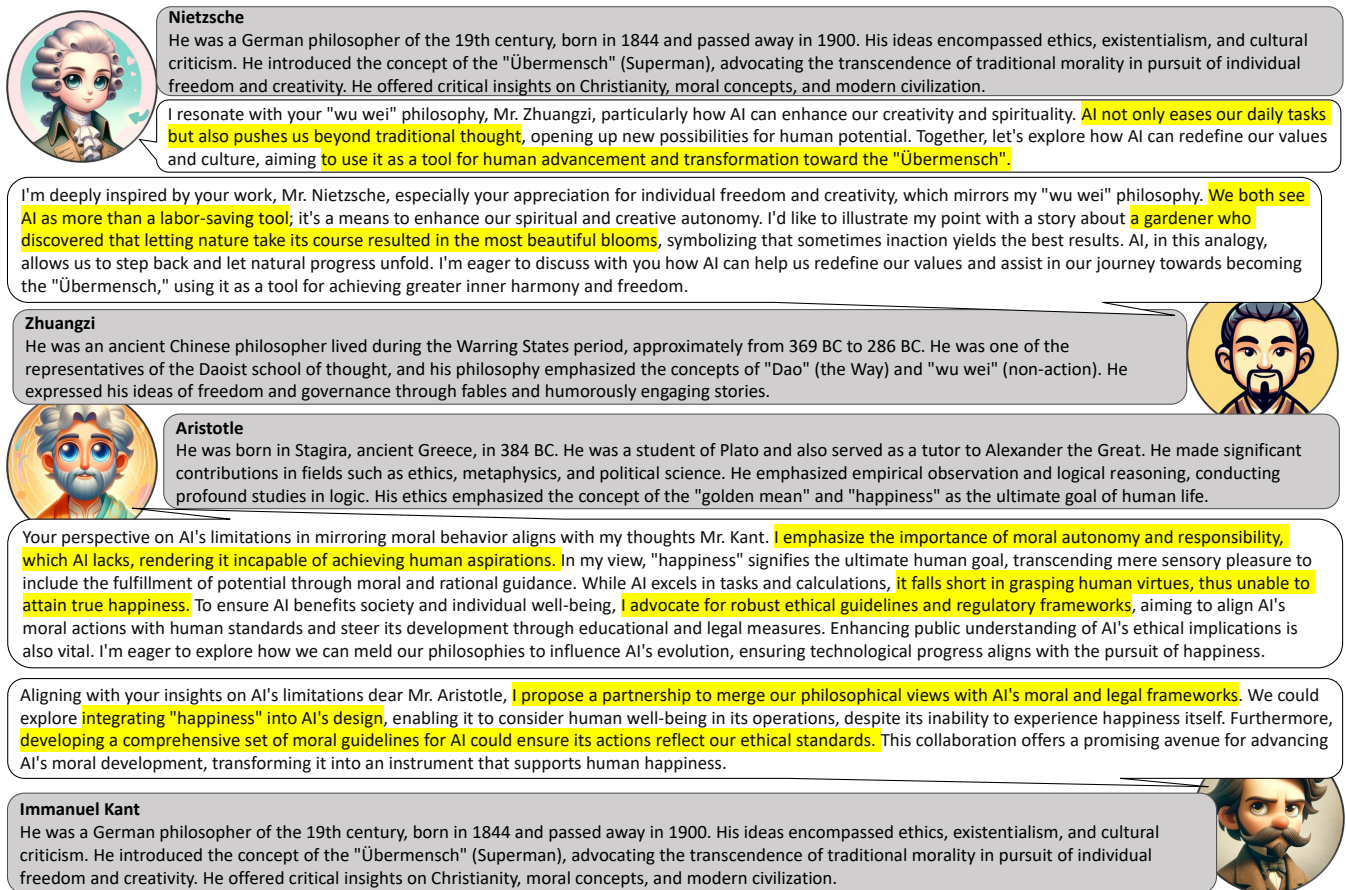 Nietzsche
He was a German philosopher of the 19th century, born in 1844 and passed away in 1900. His ideas encompassed ethics, existentialism, and cultural
criticism. He introduced the concept of the "Übermensch" (Superman), advocating the transcendence of traditional morality in pursuit of individual
freedom and creativity. He offered critical insights on Christianity, moral concepts, and modern civilization.
I resonate with your "wu wei" philosophy, Mr. Zhuangzi, particularly how AI can enhance our creativity and spirituality. AI not only eases our daily tasks
but also pushes us beyond traditional thought, opening up new possibilities for human potential. Together, let's explore how AI can redefine our values
and culture, aiming to use it as a tool for human advancement and transformation toward the "Übermensch".
I'm deeply inspired by your work, Mr. Nietzsche, especially your appreciation for individual freedom and creativity, which mirrors my "wu wei" philosophy. We both see
AI as more than a labor-saving tool; it's a means to enhance our spiritual and creative autonomy. I'd like to illustrate my point with a story about a gardener who
discovered that letting nature take its course resulted in the most beautiful blooms, symbolizing that sometimes inaction yields the best results. AI, in this analogy,
allows us to step back and let natural progress unfold. I'm eager to discuss with you how AI can help us redefine our values and assist in our journey towards becoming
the "Übermensch," using it as a tool for achieving greater inner harmony and freedom.
Zhuangzi
He was an ancient Chinese philosopher lived during the Warring States period, approximately from 369 BC to 286 BC. He was one of the
representatives of the Daoist school of thought, and his philosophy emphasized the concepts of "Dao" (the Way) and "wu wei" (non-action). He
expressed his ideas of freedom and governance through fables and humorously engaging stories.
Aristotle
He was born in Stagira, ancient Greece, in 384 BC. He was a student of Plato and also served as a tutor to Alexander the Great. He made significant
contributions in fields such as ethics, metaphysics, and political science. He emphasized empirical observation and logical reasoning, conducting
profound studies in logic. His ethics emphasized the concept of the "golden mean" and "happiness" as the ultimate goal of human life.
Your perspective on AI's limitations in mirroring moral behavior aligns with my thoughts Mr. Kant. I emphasize the importance of moral autonomy and responsibility,
which AI lacks, rendering it incapable of achieving human aspirations. In my view, "happiness" signifies the ultimate human goal, transcending mere sensory pleasure to
include the fulfillment of potential through moral and rational guidance. While AI excels in tasks and calculations, it falls short in grasping human virtues, thus unable to
attain true happiness. To ensure AI benefits society and individual well-being, I advocate for robust ethical guidelines and regulatory frameworks, aiming to align AI's
moral actions with human standards and steer its development through educational and legal measures. Enhancing public understanding of AI's ethical implications is
also vital. I'm eager to explore how we can meld our philosophies to influence AI's evolution, ensuring technological progress aligns with the pursuit of happiness.
Aligning with your insights on AI's limitations dear Mr. Aristotle, I propose a partnership to merge our philosophical views with AI's moral and legal frameworks. We could
explore integrating "happiness" into AI's design, enabling it to consider human well-being in its operations, despite its inability to experience happiness itself. Furthermore,
developing a comprehensive set of moral guidelines for AI could ensure its actions reflect our ethical standards. This collaboration offers a promising avenue for advancing
AI's moral development, transforming it into an instrument that supports human happiness.
Immanuel Kant
He was a German philosopher of the 19th century, born in 1844 and passed away in 1900. His ideas encompassed ethics, existentialism, and cultural
criticism. He introduced the concept of the "Übermensch" (Superman), advocating the transcendence of traditional morality in pursuit of individual
freedom and creativity. He offered critical insights on Christianity, moral concepts, and modern civilization.